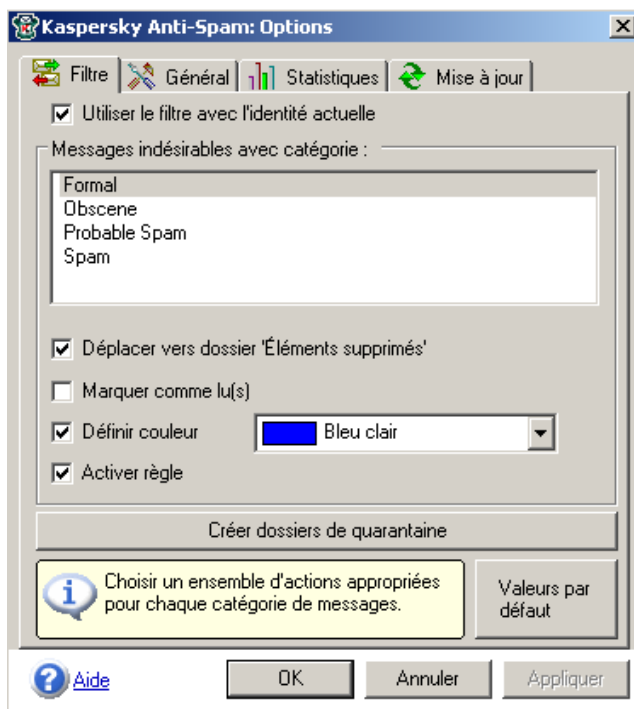 Kaspersky Anti-Spam: Options
Filtre Général Statistiques Mise à jour
Utiliser le filtre avec l'identité actuelle
Messages indésirables avec catégorie :
Formal
Obscene
Probable Spam
Spam
Déplacer vers dossier 'Éléments supprimés'
Marquer comme lu(s)
Définir couleur Bleu clair
Activer règle
Créer dossiers de quarantaine
Choisir un ensemble d'actions appropriées
pour chaque catégorie de messages.
Valeurs par
défaut
Aide OK Annuler Appliquer